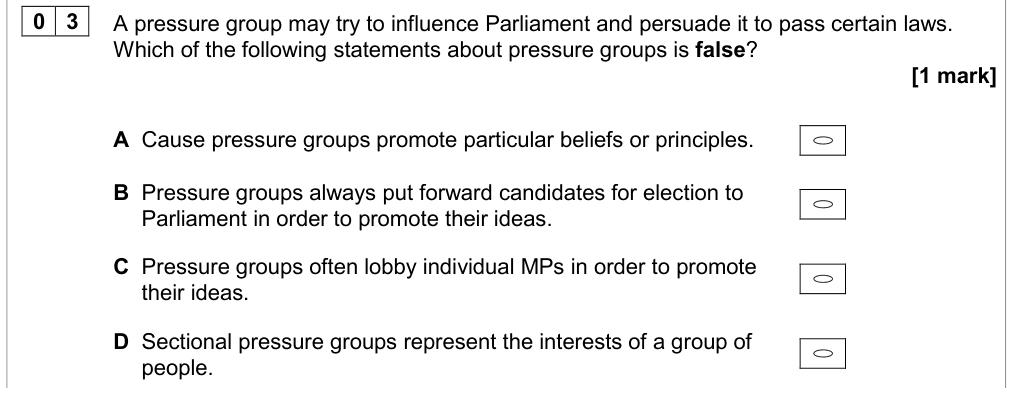 0 3 A pressure group may try to influence Parliament and persuade it to pass certain laws.
Which of the following statements about pressure groups is false?
[1 mark]
A Cause pressure groups promote particular beliefs or principles.
B Pressure groups always put forward candidates for election to
Parliament in order to promote their ideas.
C Pressure groups often lobby individual MPs in order to promote
their ideas.
D Sectional pressure groups represent the interests of a group of
people.